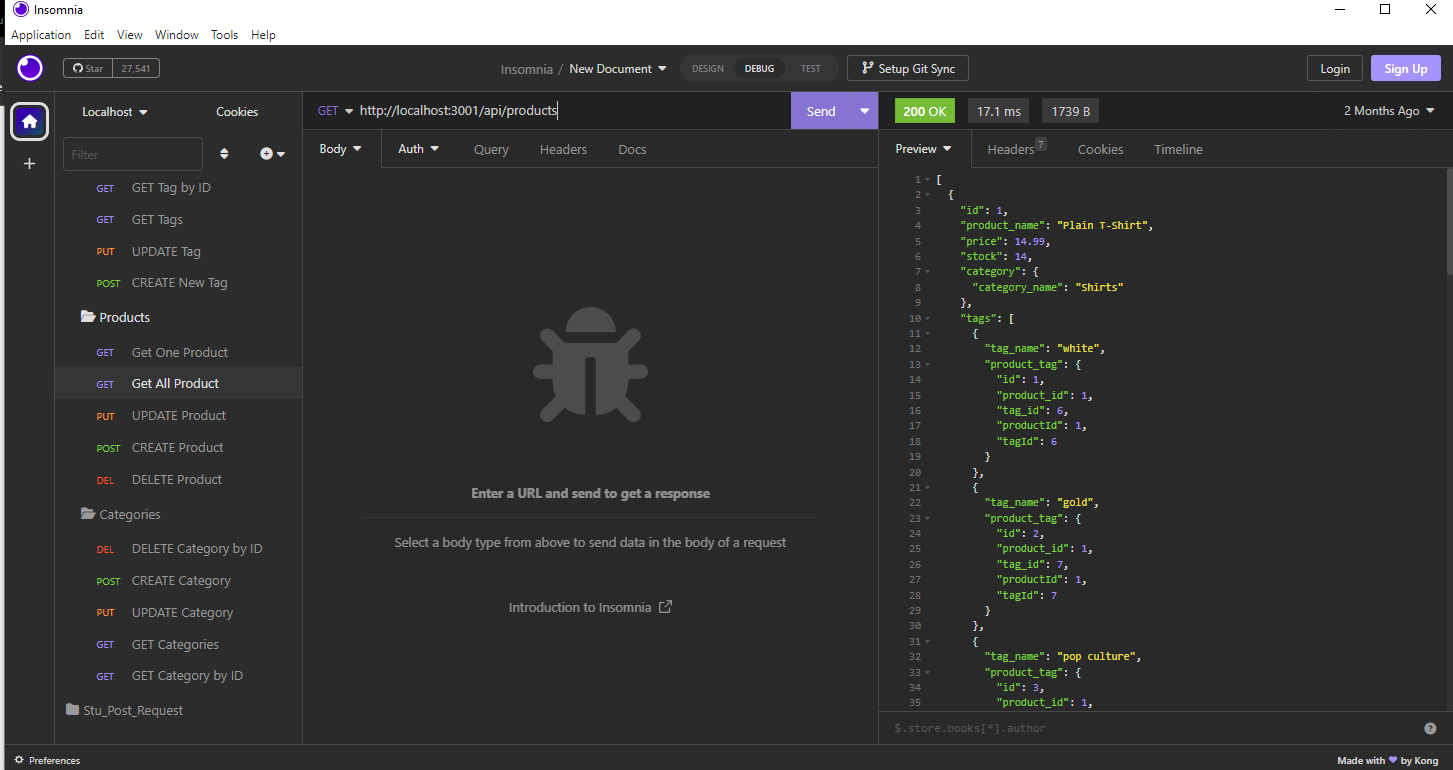 Insomnia
Application Edit View Window Tools Help
Star 27,541
Insomnia / New Document
DESIGN DEBUG TEST
Setup Git Sync
Login Sign Up
Localhost Cookies
Filter
GET GET Tag by ID
GET GET Tags
PUT UPDATE Tag
POST CREATE New Tag
Products
GET Get One Product
GET Get All Product
PUT UPDATE Product
POST CREATE Product
DEL DELETE Product
Categories
DEL DELETE Category by ID
POST CREATE Category
PUT UPDATE Category
GET GET Categories
GET GET Category by ID
Stu_Post_Request
GET http://localhost:3001/api/products Send
Body Auth Query Headers Docs
Enter a URL and send to get a response
Select a body type from above to send data in the body of a request
Introduction to Insomnia
200 OK 17.1 ms 1739 B 2 Months Ago
Preview Headers 7 Cookies Timeline
1 [
2 {
3 "id": 1,
4 "product_name": "Plain T-Shirt",
5 "price": 14.99,
6 "stock": 14,
7 "category": {
8 "category_name": "Shirts"
9 },
10 "tags": [
11 {
12 "tag_name": "white",
13 "product_tag": {
14 "id": 1,
15 "product_id": 1,
16 "tag_id": 6,
17 "productId": 1,
18 "tagId": 6
19 }
20 },
21 {
22 "tag_name": "gold",
23 "product_tag": {
24 "id": 2,
25 "product_id": 1,
26 "tag_id": 7,
27 "productId": 1,
28 "tagId": 7
29 }
30 },
31 {
32 "tag_name": "pop culture",
33 "product_tag": {
34 "id": 3,
35 "product_id": 1,
$.store.books[*].author ?
Preferences
Made with by Kong